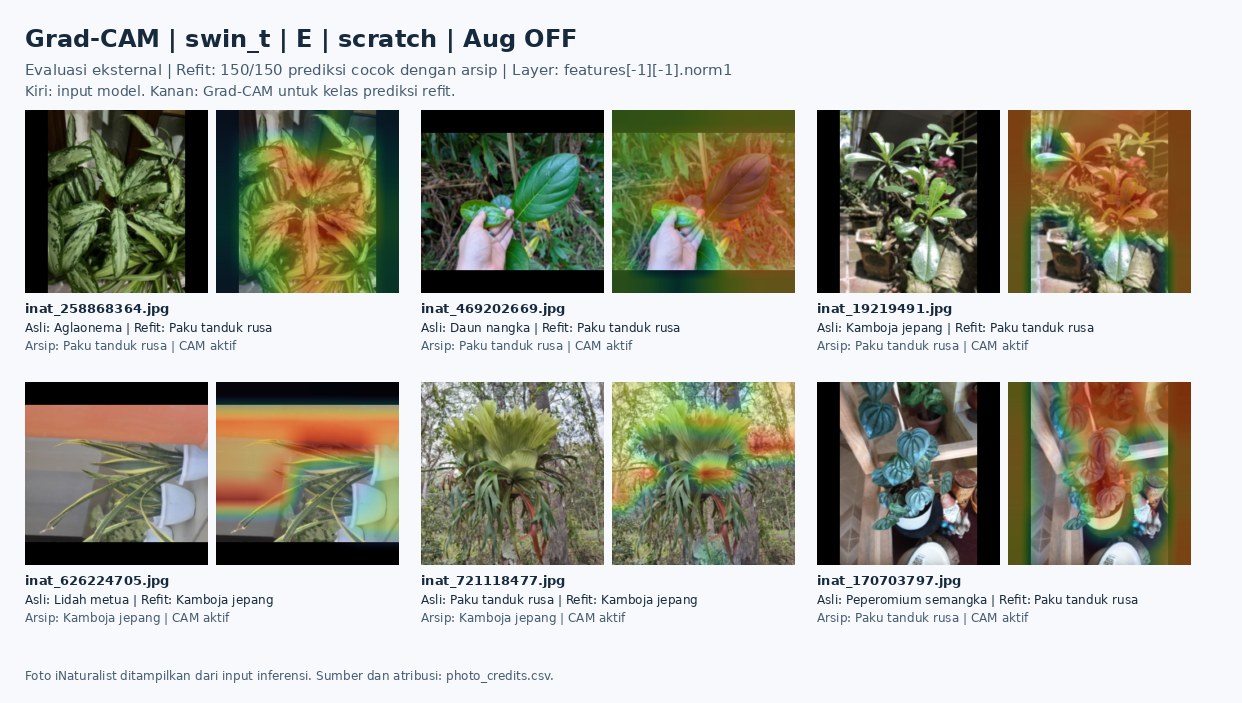 Grad-CAM | swin_t | E | scratch | Aug OFF
Evaluasi eksternal | Refit: 150/150 prediksi cocok dengan arsip | Layer: features[-1][-1].norm1
Kiri: input model. Kanan: Grad-CAM untuk kelas prediksi refit.
inat_258868364.jpg
Asli: Aglaonema | Refit: Paku tanduk rusa
Arsip: Paku tanduk rusa | CAM aktif
inat_469202669.jpg
Asli: Daun nangka | Refit: Paku tanduk rusa
Arsip: Paku tanduk rusa | CAM aktif
inat_19219491.jpg
Asli: Kamboja jepang | Refit: Paku tanduk rusa
Arsip: Paku tanduk rusa | CAM aktif
inat_626224705.jpg
Asli: Lidah metua | Refit: Kamboja jepang
Arsip: Kamboja jepang | CAM aktif
inat_721118477.jpg
Asli: Paku tanduk rusa | Refit: Kamboja jepang
Arsip: Kamboja jepang | CAM aktif
inat_170703797.jpg
Asli: Peperomium semangka | Refit: Paku tanduk rusa
Arsip: Paku tanduk rusa | CAM aktif
Foto iNaturalist ditampilkan dari input inferensi. Sumber dan atribusi: photo_credits.csv.